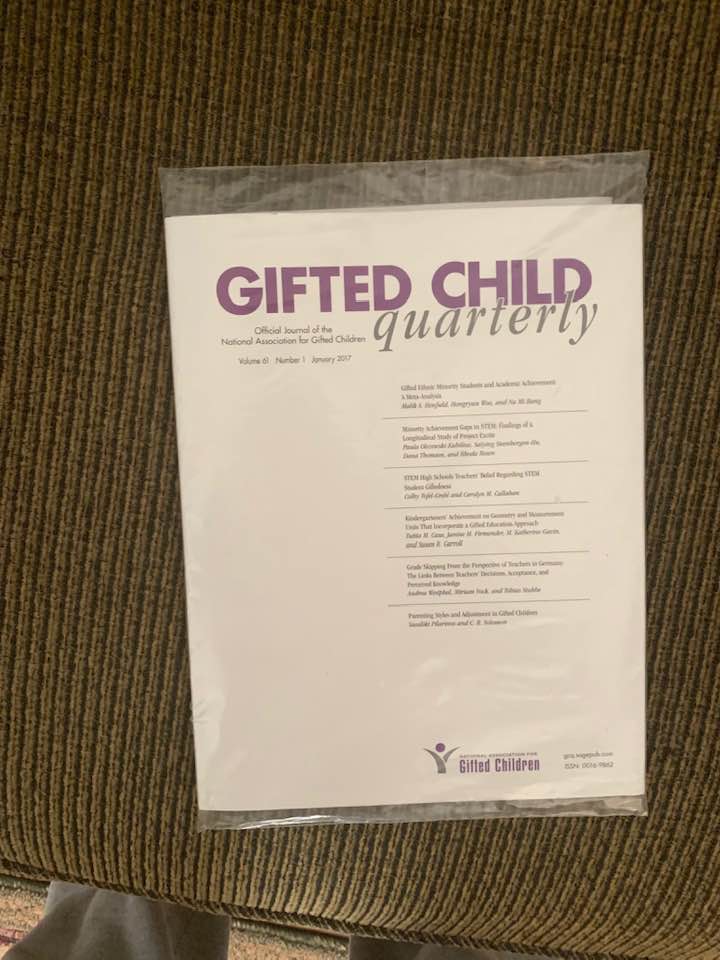 GIFTED CHILD
quarterly
Official Journal of the
National Association for Gifted Children
Volume 61 Number 1 January 2017
Gifted Ethnic Minority Students and Academic Achievement
A Meta-Analysis
Malik S. Henfield, Hongryun Woo, and Na Mi Bang
Minority Achievement Gaps in STEM: Findings of a
Longitudinal Study of Project Excite
Paula Olszewski-Kubilius, Saiying Steenbergen-Hu,
Dana Thomson, and Rhoda Rosen
STEM High Schools Teachers' Belief Regarding STEM
Student Giftedness
Colby Tofel-Grehl and Carolyn M. Callahan
Kindergarteners' Achievement on Geometry and Measurement
Units That Incorporate a Gifted Education Approach
Tutita M. Casa, Janine M. Firmender, M. Katherine Gavin,
and Susan R. Carroll
Grade Skipping From the Perspective of Teachers in Germany:
The Links Between Teachers' Decisions, Acceptance, and
Perceived Knowledge
Andrea Westphal, Miriam Vock, and Tobias Stubbe
Parenting Styles and Adjustment in Gifted Children
Vassiliki Pilarinos and C. R. Solomon
NATIONAL ASSOCIATION FOR
Gifted Children
gcq.sagepub.com
ISSN: 0016-9862